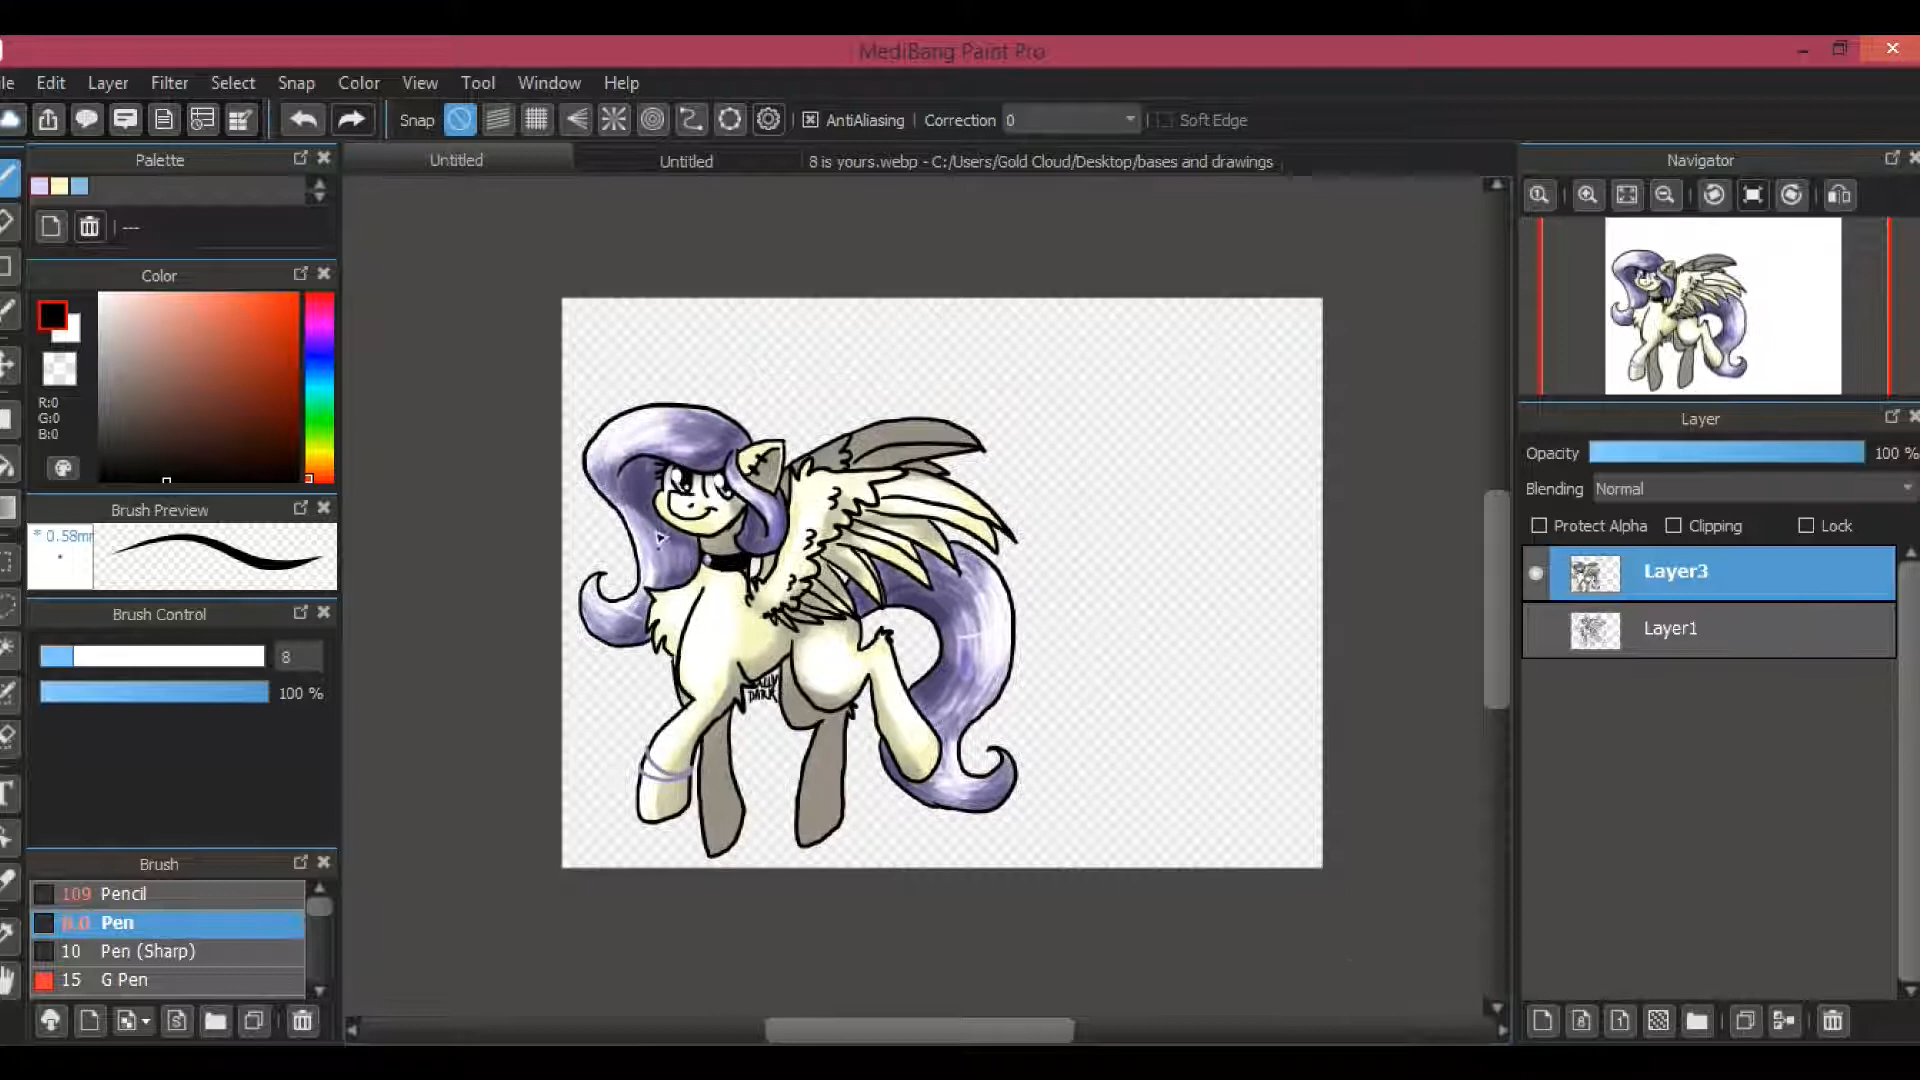 MediBang Paint Pro
le Edit Layer Filter Select Snap Color View Tool Window Help
Snap AntiAliasing Correction 0 Soft Edge
Palette
Untitled Untitled 8 is yours.webp - C:/Users/Gold Cloud/Desktop/bases and drawings
Navigator
---
Color
R:0
G:0
B:0
Layer
Opacity 100 %
Blending Normal
Protect Alpha Clipping Lock
Layer3
Layer1
Brush Preview
* 0.58mm
Brush Control
8
100 %
DARK
Brush
109 Pencil
8.0 Pen
10 Pen (Sharp)
15 G Pen